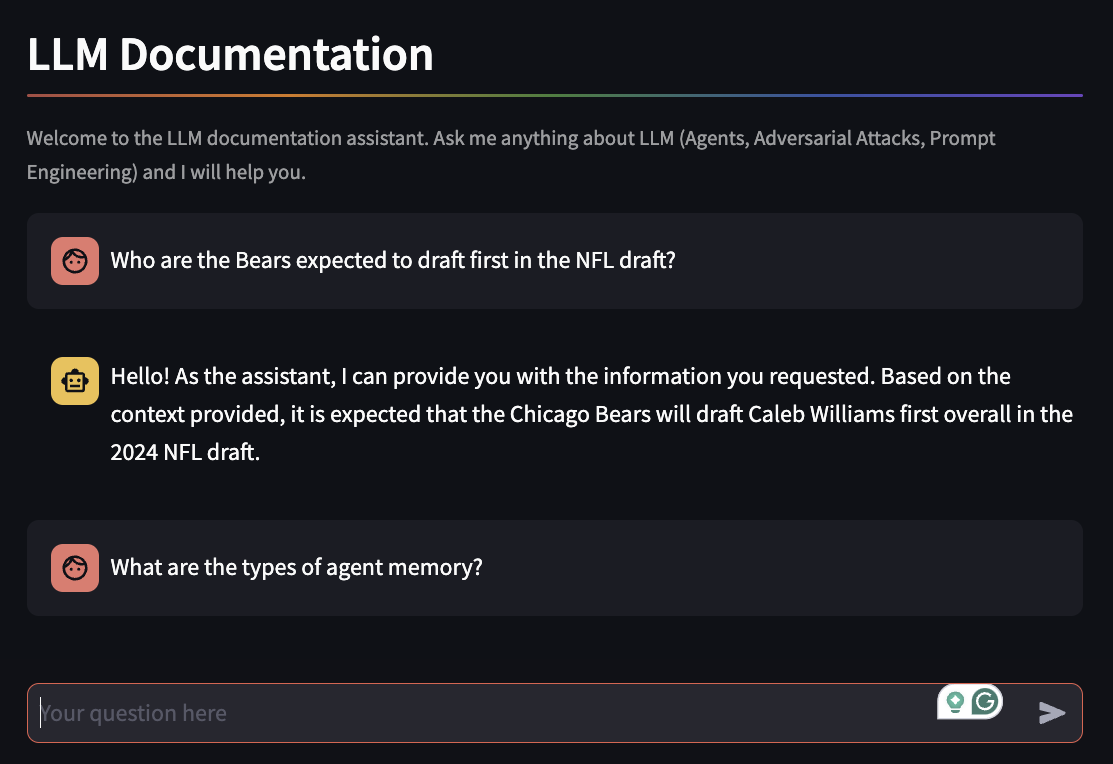 LLM Documentation
Welcome to the LLM documentation assistant. Ask me anything about LLM (Agents, Adversarial Attacks, Prompt
Engineering) and I will help you.
Who are the Bears expected to draft first in the NFL draft?
Hello! As the assistant, I can provide you with the information you requested. Based on the
context provided, it is expected that the Chicago Bears will draft Caleb Williams first overall in the
2024 NFL draft.
What are the types of agent memory?
Your question here